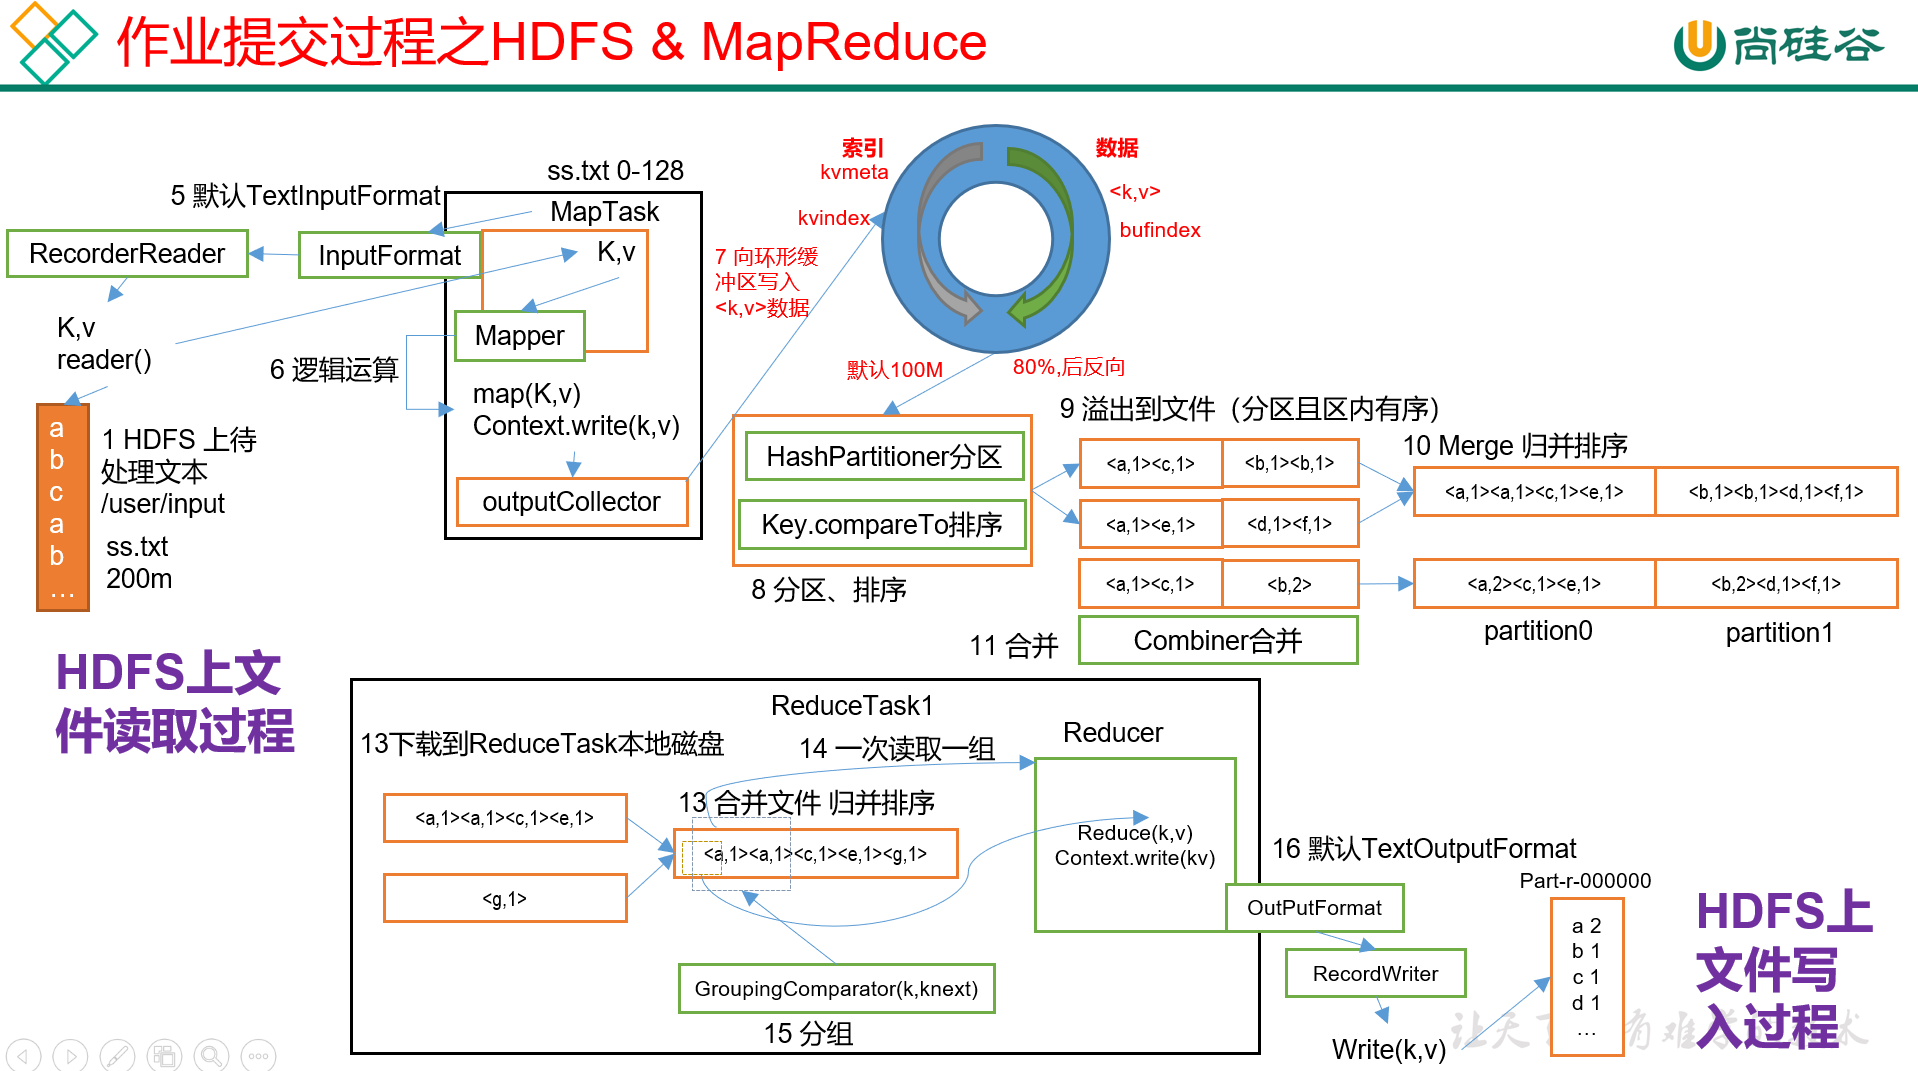 作业提交过程之HDFS & MapReduce
尚硅谷
ss.txt 0-128
5 默认TextInputFormat
MapTask
RecorderReader
InputFormat
K,v
K,v
reader()
Mapper
6 逻辑运算
map(K,v)
Context.write(k,v)
outputCollector
a
b
c
a
b
…
1 HDFS 上待
处理文本
/user/input
ss.txt
200m
HDFS上文
件读取过程
索引
kvmeta
kvindex
数据
<k,v>
bufindex
7 向环形缓
冲区写入
<k,v>数据
默认100M
80%,后反向
HashPartitioner分区
Key.compareTo排序
8 分区、排序
9 溢出到文件（分区且区内有序）
<a,1><c,1>
<b,1><b,1>
<a,1><e,1>
<d,1><f,1>
<a,1><c,1>
<b,2>
11 合并
Combiner合并
10 Merge 归并排序
<a,1><a,1><c,1><e,1>
<b,1><b,1><d,1><f,1>
<a,2><c,1><e,1>
<b,2><d,1><f,1>
partition0
partition1
ReduceTask1
13下载到ReduceTask本地磁盘
14 一次读取一组
Reducer
<a,1><a,1><c,1><e,1>
<g,1>
13 合并文件 归并排序
<a,1><a,1><c,1><e,1><g,1>
Reduce(k,v)
Context.write(kv)
GroupingComparator(k,knext)
15 分组
16 默认TextOutputFormat
OutPutFormat
RecordWriter
Write(k,v)
Part-r-000000
a 2
b 1
c 1
d 1
…
HDFS上
文件写
入过程
让天下 有难学 术